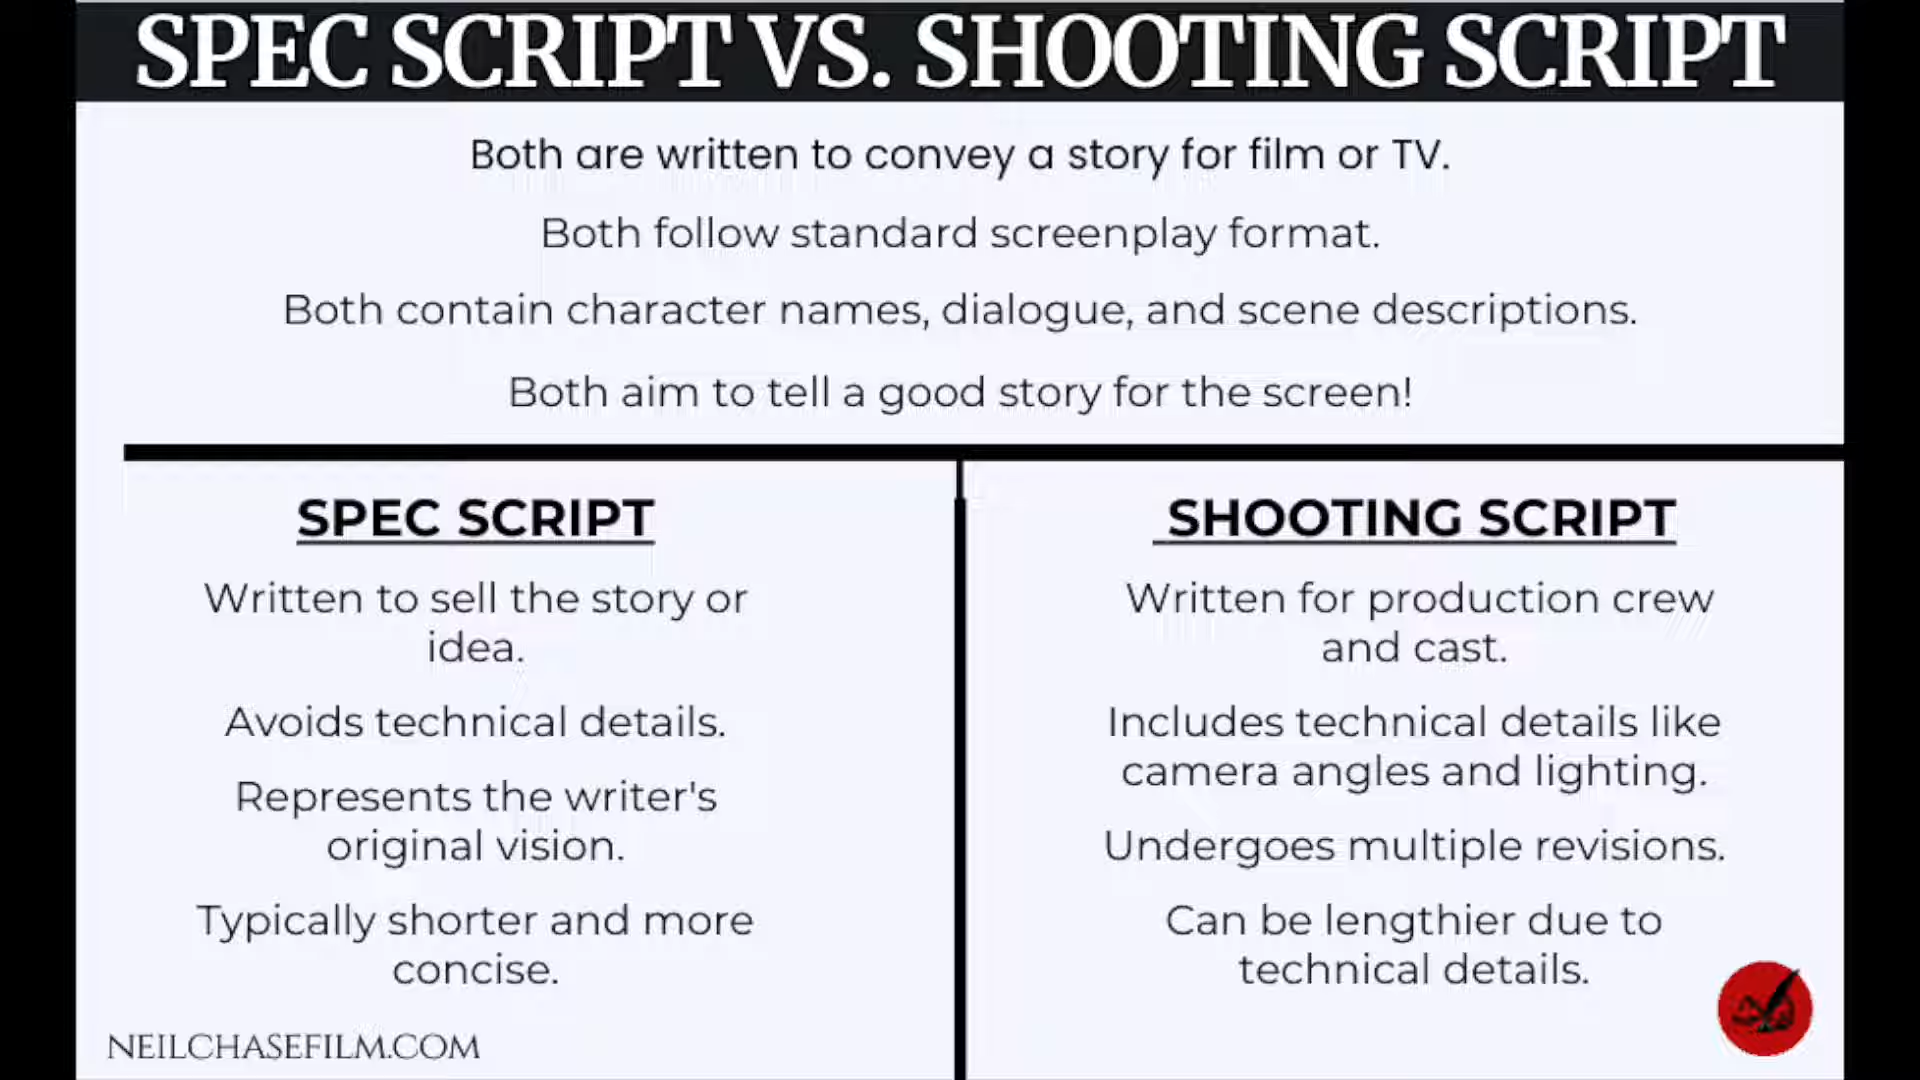 SPEC SCRIPT VS. SHOOTING SCRIPT
Both are written to convey a story for film or TV.
Both follow standard screenplay format.
Both contain character names, dialogue, and scene descriptions.
Both aim to tell a good story for the screen!
SPEC SCRIPT
Written to sell the story or
idea.
Avoids technical details.
Represents the writer's
original vision.
Typically shorter and more
concise.
SHOOTING SCRIPT
Written for production crew
and cast.
Includes technical details like
camera angles and lighting.
Undergoes multiple revisions.
Can be lengthier due to
technical details.
NEILCHASEFILM.COM